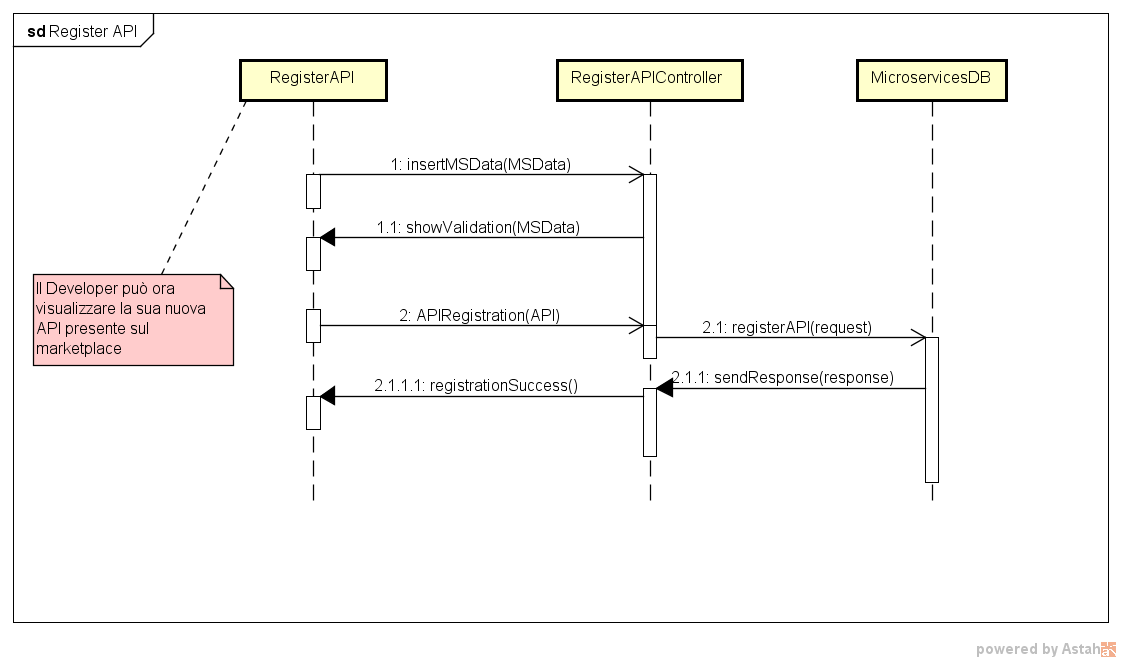 sd Register API
RegisterAPI
RegisterAPIController
MicroservicesDB
1: insertMSData(MSData)
1.1: showValidation(MSData)
Il Developer può ora
visualizzare la sua nuova
API presente sul
marketplace
2: APIRegistration(API)
2.1: registerAPI(request)
2.1.1: sendResponse(response)
2.1.1.1: registrationSuccess()
powered by Astah